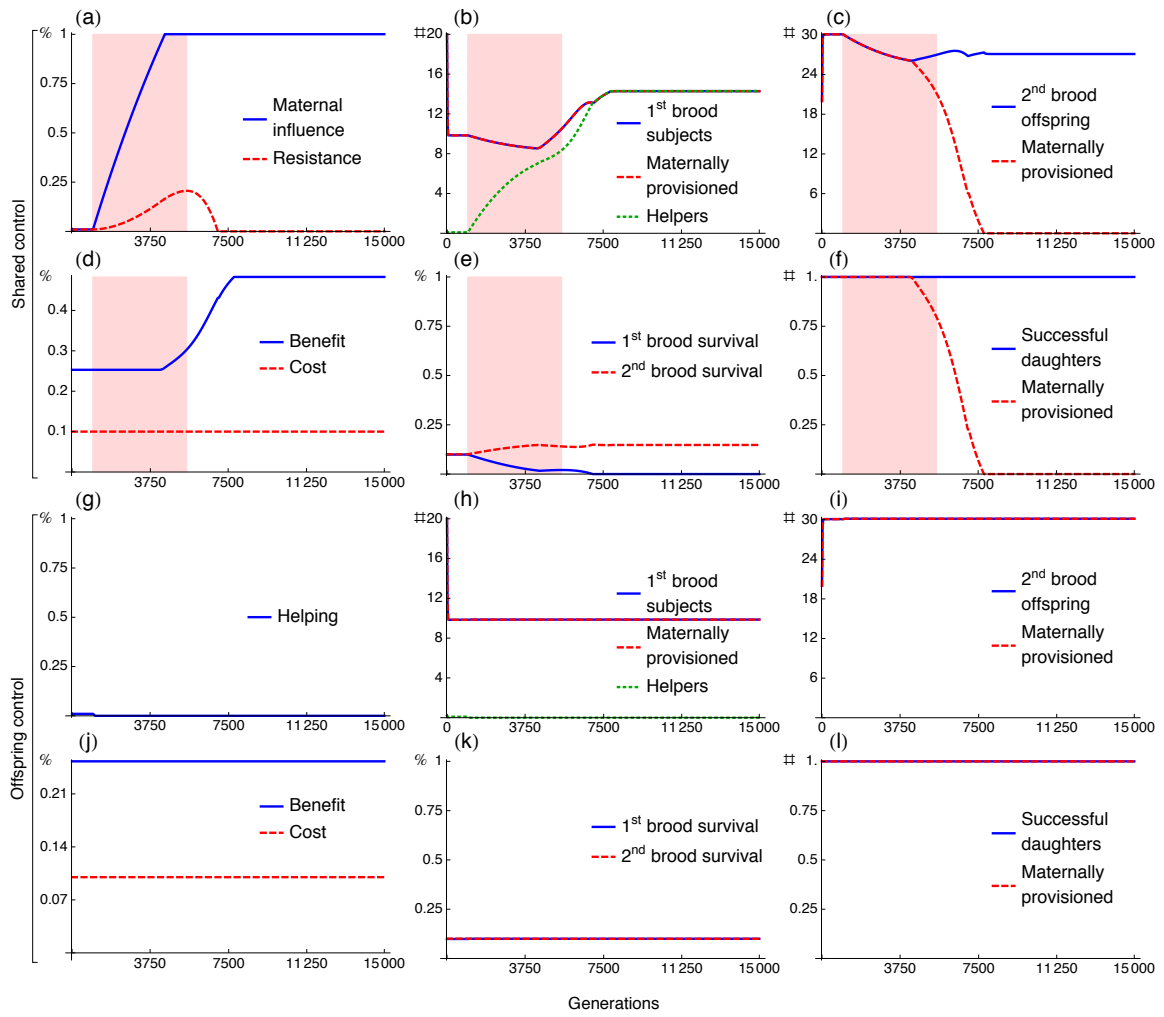 Shared control
(a)
%
1
0.75
0.5
0.25
3750 7500 11 250 15 000
Maternal
influence
Resistance
(b)
#
20
16
12
8
4
0 3750 7500 11 250 15 000
1st brood
subjects
Maternally
provisioned
Helpers
(c)
#
30
24
18
12
6
0 3750 7500 11 250 15 000
2nd brood
offspring
Maternally
provisioned
(d)
%
0.4
0.3
0.2
0.1
3750 7500 11 250 15 000
Benefit
Cost
(e)
%
1
0.75
0.5
0.25
3750 7500 11 250 15 000
1st brood survival
2nd brood survival
(f)
#
1.
0.75
0.5
0.25
3750 7500 11 250 15 000
Successful
daughters
Maternally
provisioned
Offspring control
(g)
%
1
0.75
0.5
0.25
3750 7500 11 250 15 000
Helping
(h)
#
20
16
12
8
4
0 3750 7500 11 250 15 000
1st brood
subjects
Maternally
provisioned
Helpers
(i)
#
30
24
18
12
6
0 3750 7500 11 250 15 000
2nd brood
offspring
Maternally
provisioned
(j)
%
0.21
0.14
0.07
3750 7500 11 250 15 000
Benefit
Cost
(k)
%
1
0.75
0.5
0.25
3750 7500 11 250 15 000
1st brood survival
2nd brood survival
(l)
#
1.
0.75
0.5
0.25
3750 7500 11 250 15 000
Successful
daughters
Maternally
provisioned
Generations